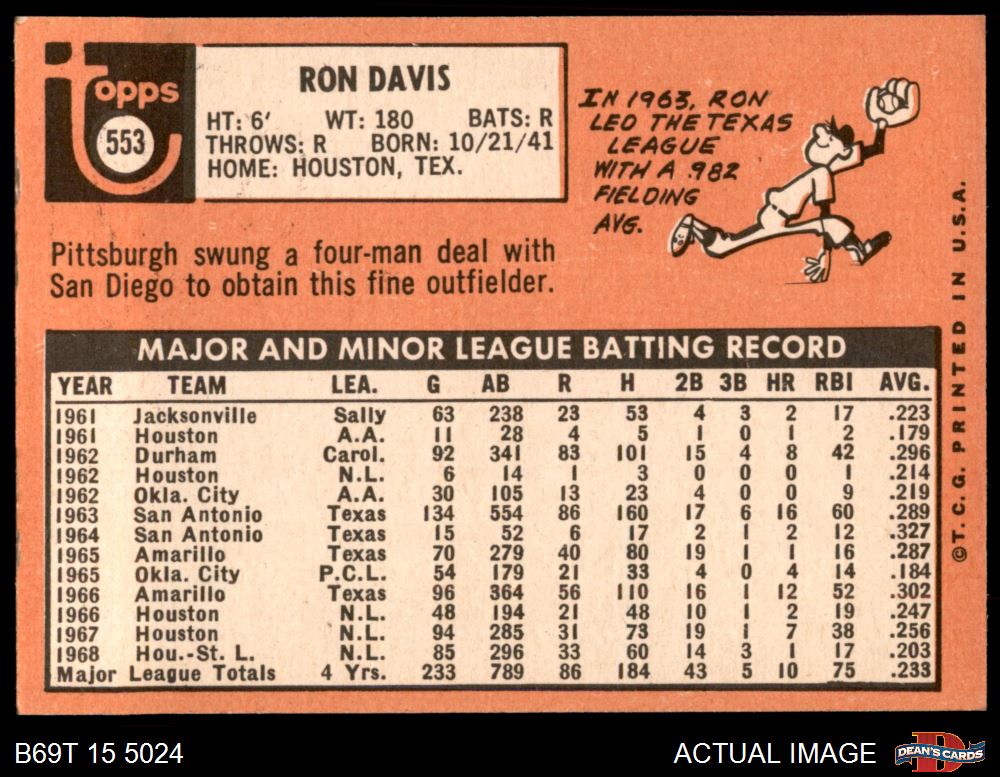 Topps
553
RON DAVIS
HT: 6' WT: 180 BATS: R
THROWS: R BORN: 10/21/41
HOME: HOUSTON, TEX.
IN 1963, RON
LED THE TEXAS
LEAGUE
WITH A .982
FIELDING
AVG.
Pittsburgh swung a four-man deal with
San Diego to obtain this fine outfielder.
MAJOR AND MINOR LEAGUE BATTING RECORD
YEAR TEAM LEA. G AB R H 2B 3B HR RBI AVG.
1961 Jacksonville Sally 63 238 23 53 4 3 2 17 .223
1961 Houston A.A. 11 28 4 5 1 0 1 2 .179
1962 Durham Carol. 92 341 83 101 15 4 8 42 .296
1962 Houston N.L. 6 14 1 3 0 0 0 1 .214
1962 Okla. City A.A. 30 105 13 23 4 0 0 9 .219
1963 San Antonio Texas 134 554 86 160 17 6 16 60 .289
1964 San Antonio Texas 15 52 6 17 2 1 2 12 .327
1965 Amarillo Texas 70 279 40 80 19 1 1 16 .287
1965 Okla. City P.C.L. 54 179 21 33 4 0 4 14 .184
1966 Amarillo Texas 96 364 56 110 16 1 12 52 .302
1966 Houston N.L. 48 194 21 48 10 1 2 19 .247
1967 Houston N.L. 94 285 31 73 19 1 7 38 .256
1968 Hou.-St. L. N.L. 85 296 33 60 14 3 1 17 .203
Major League Totals 4 Yrs. 233 789 86 184 43 5 10 75 .233
©T. C. G. PRINTED IN U.S.A.
B69T 15 5024
ACTUAL IMAGE
D
DEAN'S CARDS